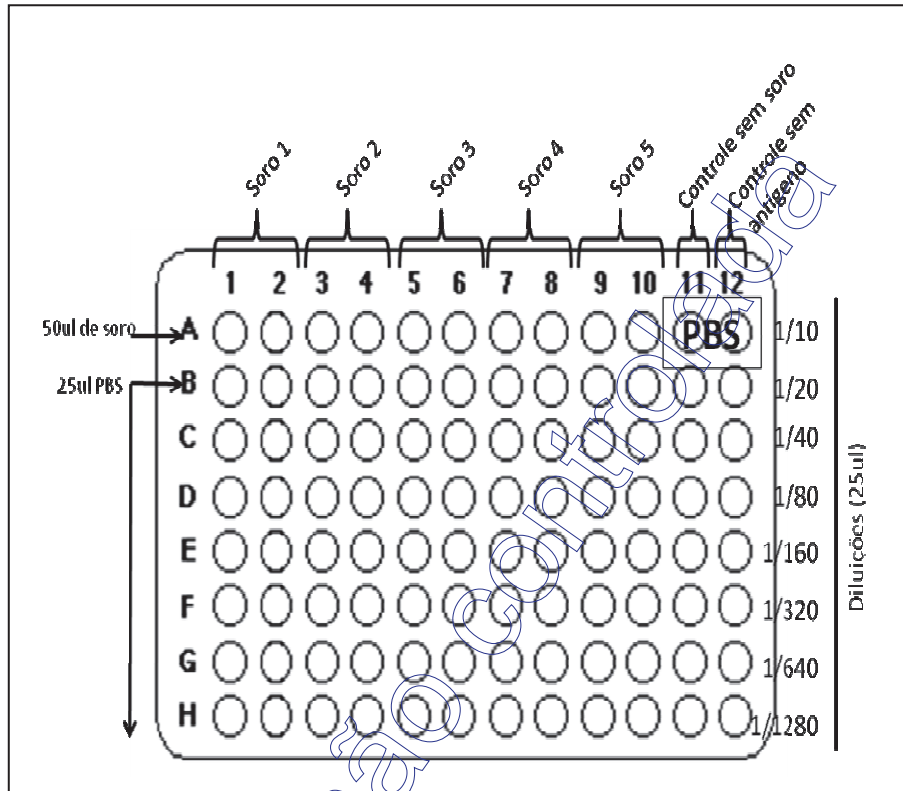 Soro 1
Soro 2
Soro 3
Soro 4
Soro 5
Controle sem soro
Controle sem
antígeno
1 2 3 4 5 6 7 8 9 10 11 12
50ul de soro A PBS 1/10
25ul PBS B 1/20
C 1/40
D 1/80
E 1/160
F 1/320
G 1/640
H 1/1280
Diluições (25ul)
ão controlada